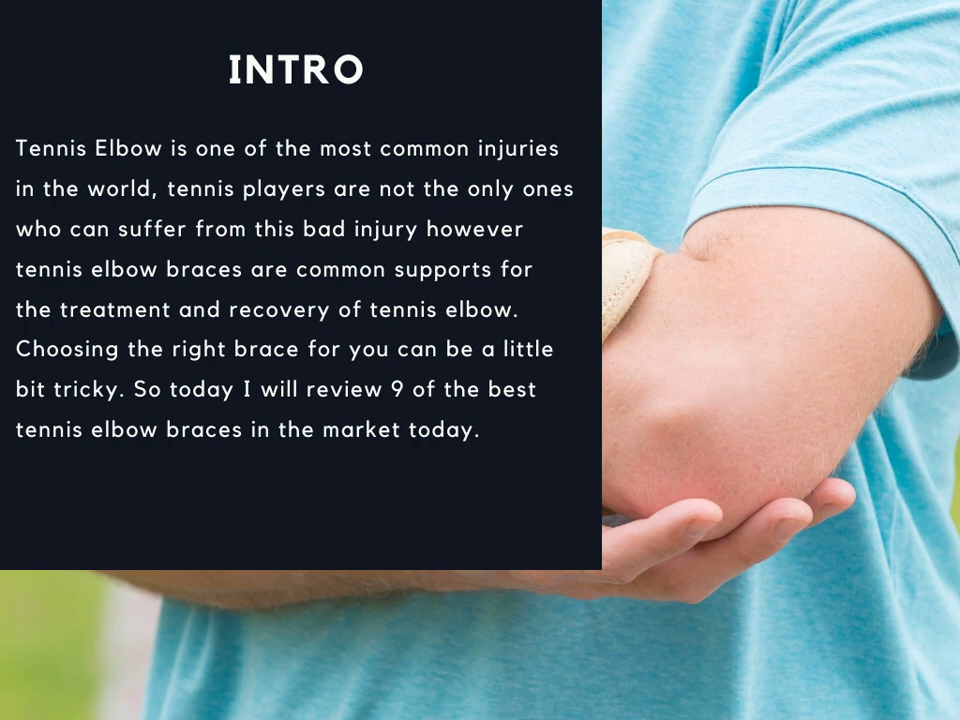 INTRO
Tennis Elbow is one of the most common injuries
in the world, tennis players are not the only ones
who can suffer from this bad injury however
tennis elbow braces are common supports for
the treatment and recovery of tennis elbow.
Choosing the right brace for you can be a little
bit tricky. So today I will review 9 of the best
tennis elbow braces in the market today.